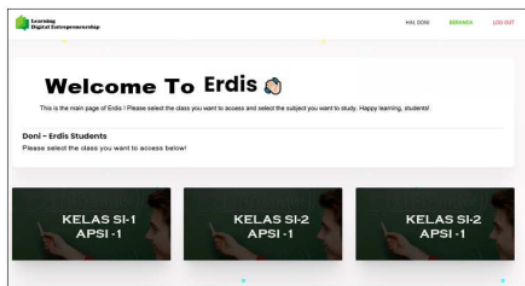 Learning
Digital Entrepreneurship
HAI, DONI
BERANDA
LOG OUT
Welcome To Erdis
This is the main page of Erdis ! Please select the class you want to access and select the subject you want to study. Happy learning, students!
Doni - Erdis Students
Please select the class you want to access below!
KELAS SI-1
APSI -1
KELAS SI-2
APSI -1
KELAS SI-2
APSI -1